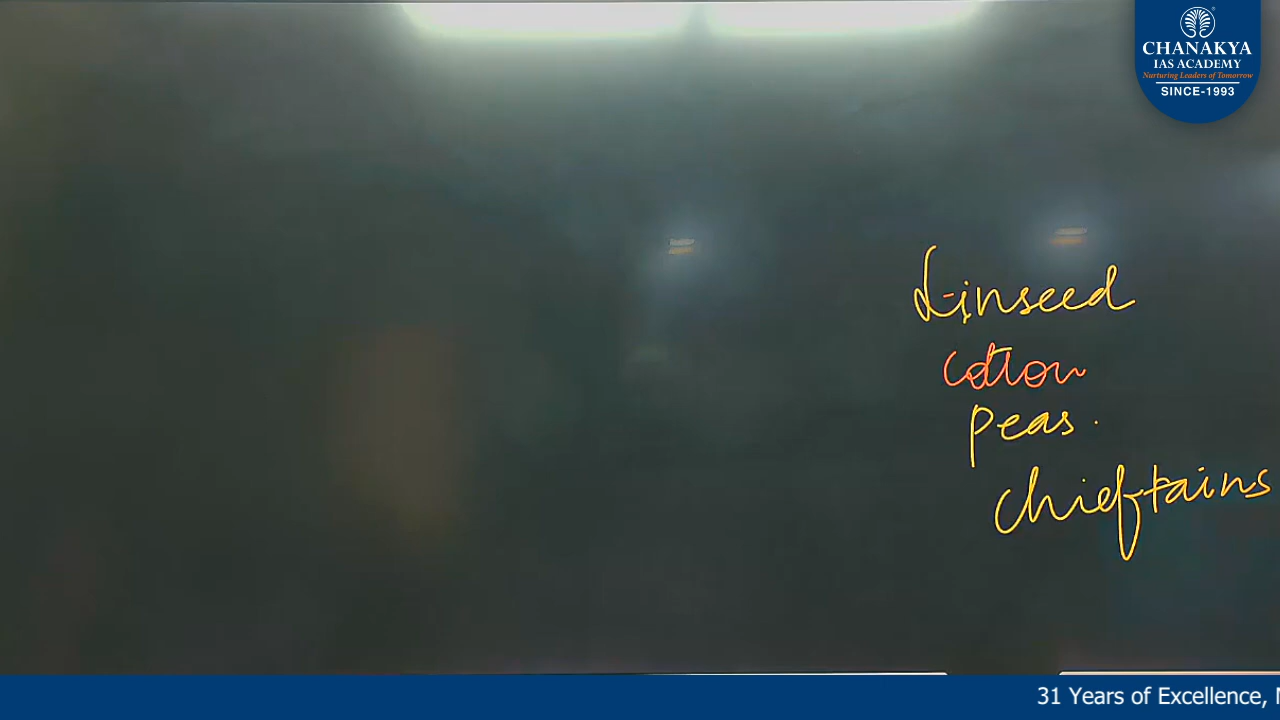 CHANAKYA
IAS ACADEMY
Nurturing Leaders of Tomorrow
SINCE-1993
Linseed
cotton
peas.
chieftains
31 Years of Excellence,